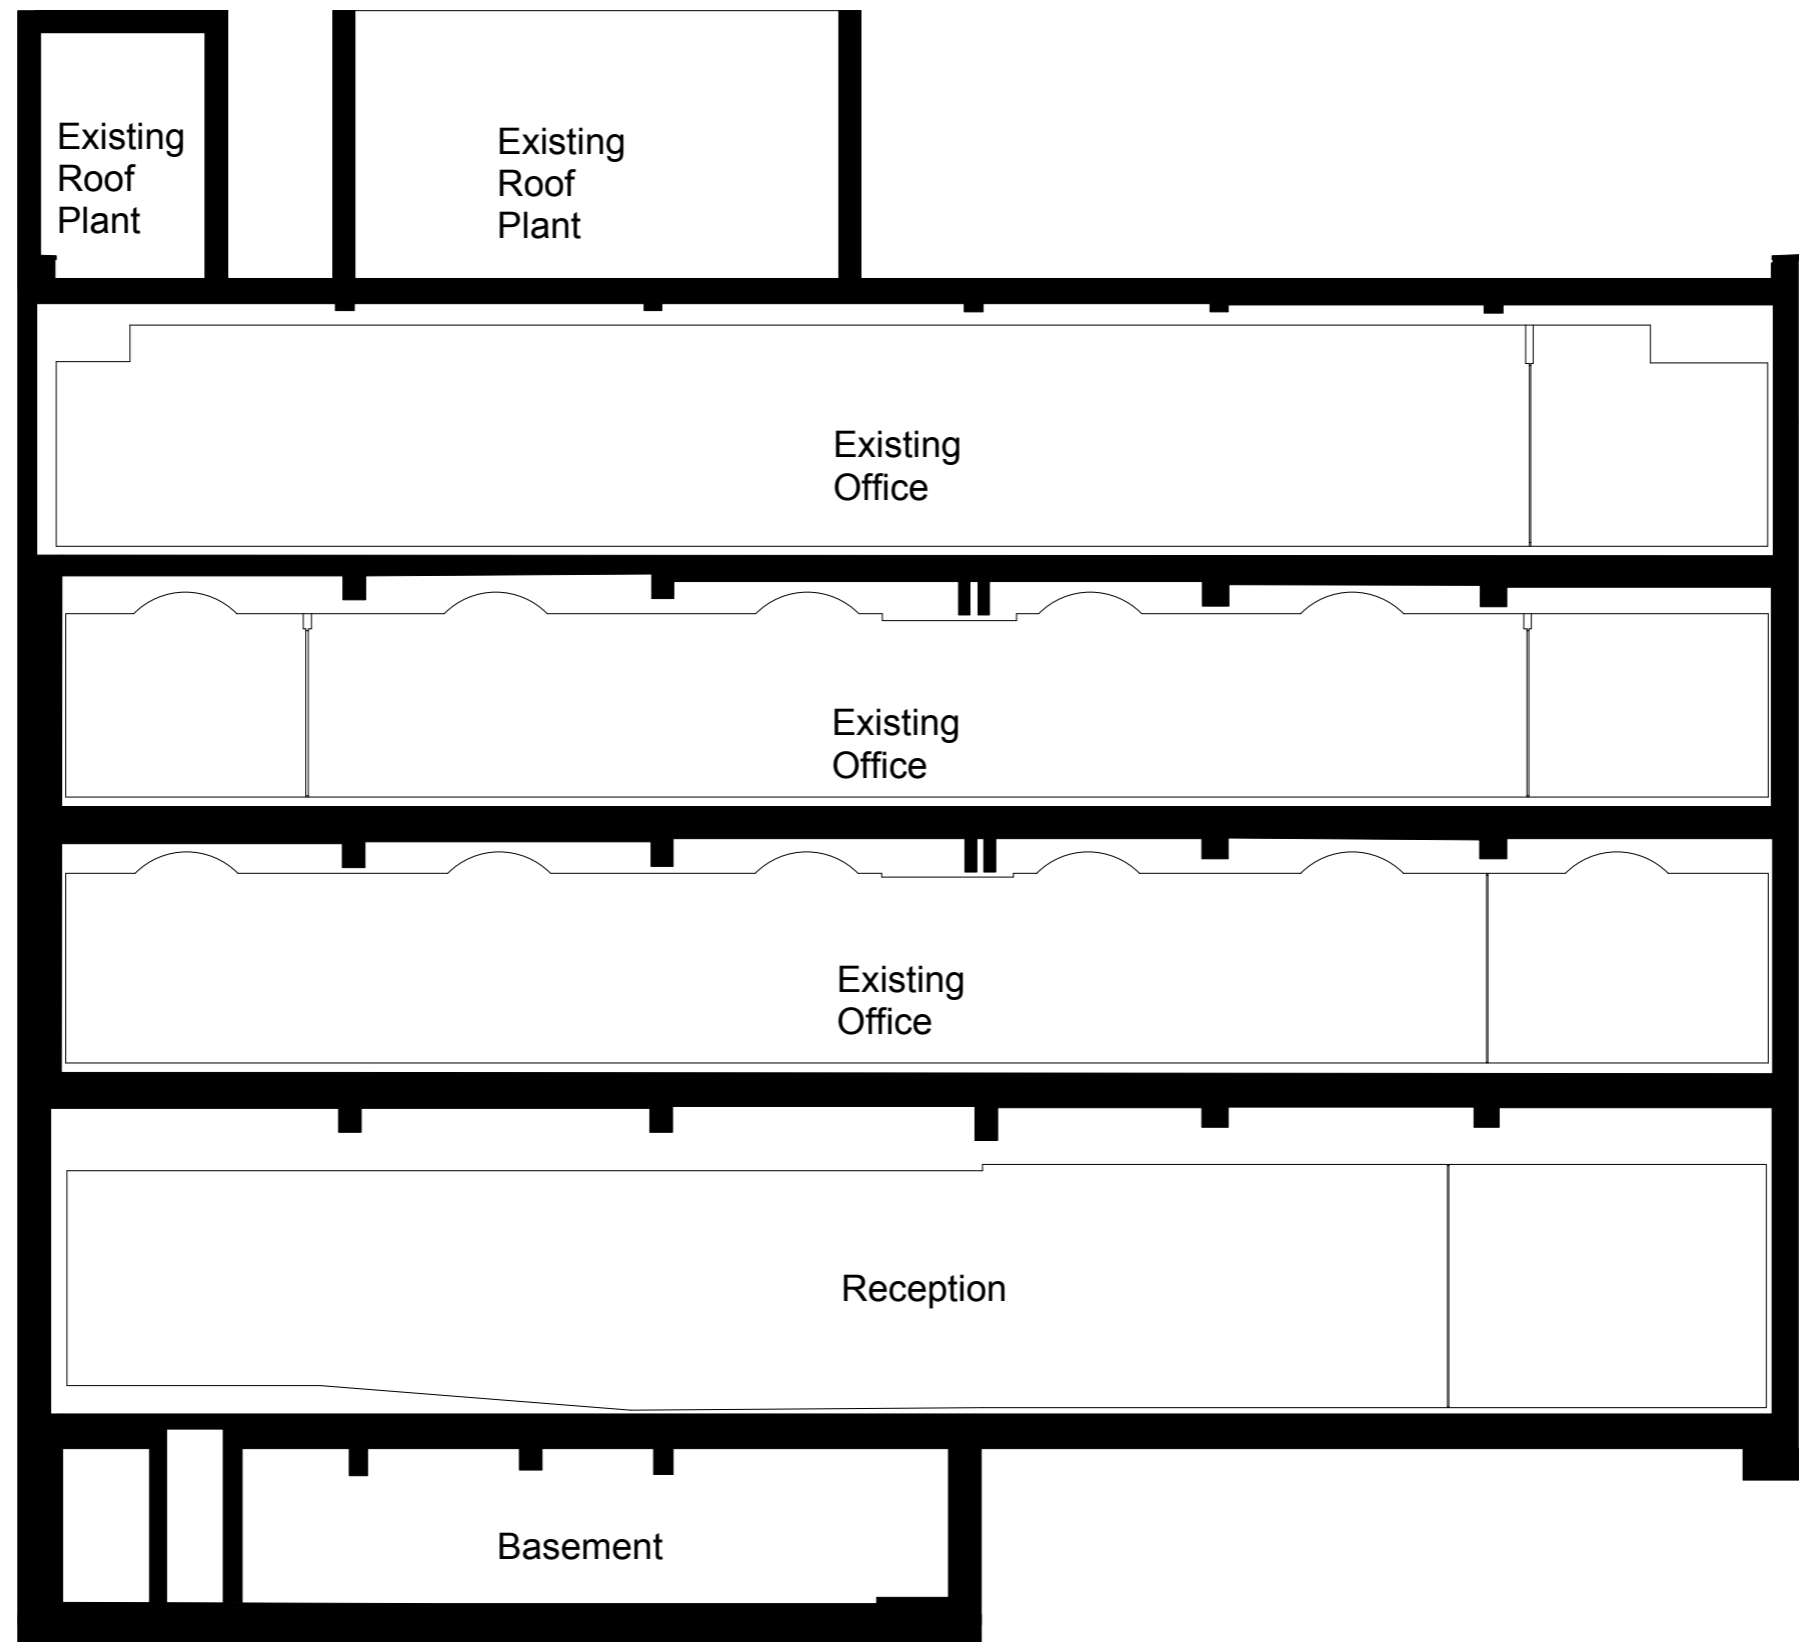 Existing
Roof
Plant
Existing
Roof
Plant
Existing
Office
Existing
Office
Existing
Office
Reception
Basement